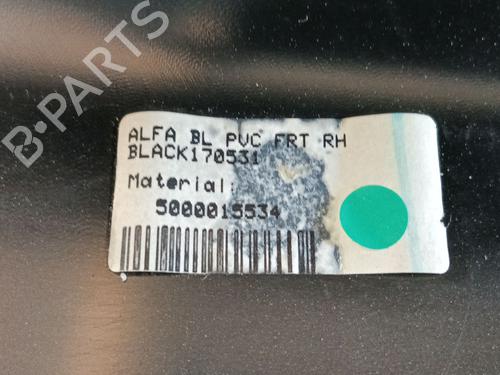 B-PARTS
ALFA BL PVC FRT RH
BLACK170531
Material:
5000015534